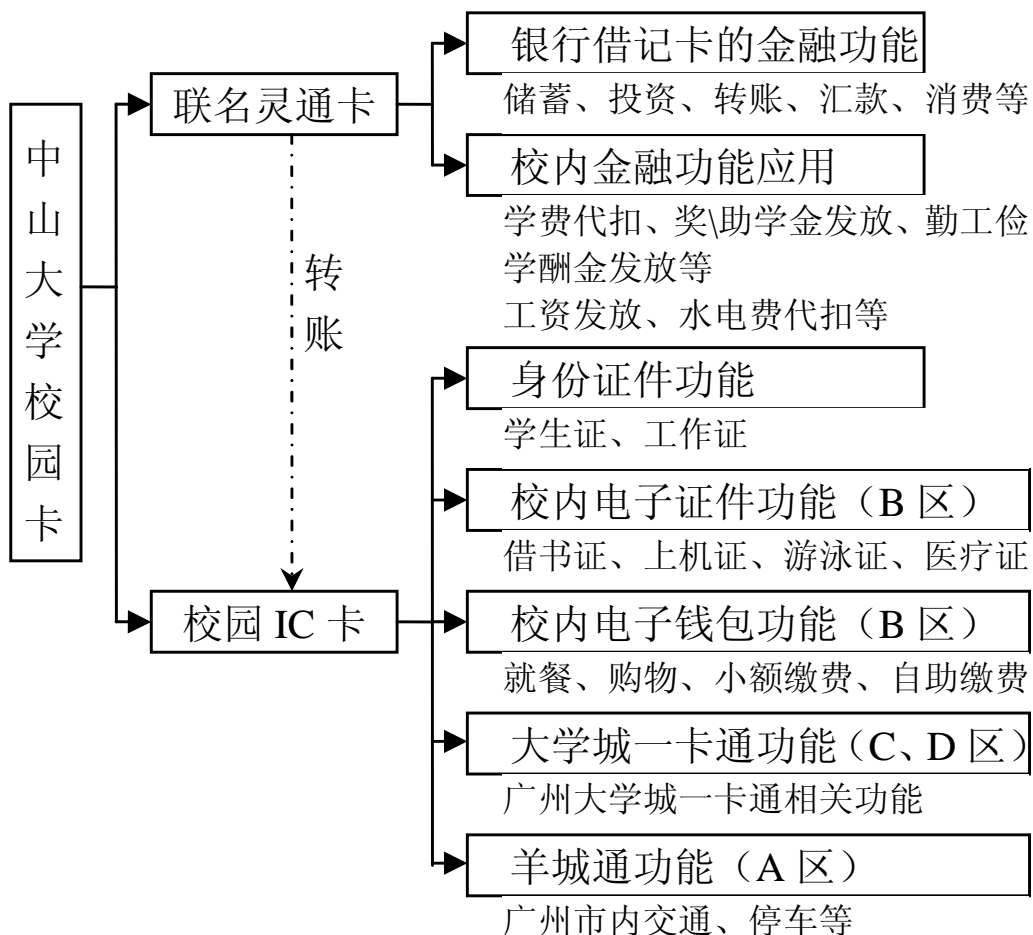 中山大学校园卡
联名灵通卡
转账
校园 IC 卡
银行借记卡的金融功能
储蓄、投资、转账、汇款、消费等
校内金融功能应用
学费代扣、奖\助学金发放、勤工俭
学酬金发放等
工资发放、水电费代扣等
身份证件功能
学生证、工作证
校内电子证件功能（B 区）
借书证、上机证、游泳证、医疗证
校内电子钱包功能（B 区）
就餐、购物、小额缴费、自助缴费
大学城一卡通功能（C、D 区）
广州大学城一卡通相关功能
羊城通功能（A 区）
广州市内交通、停车等